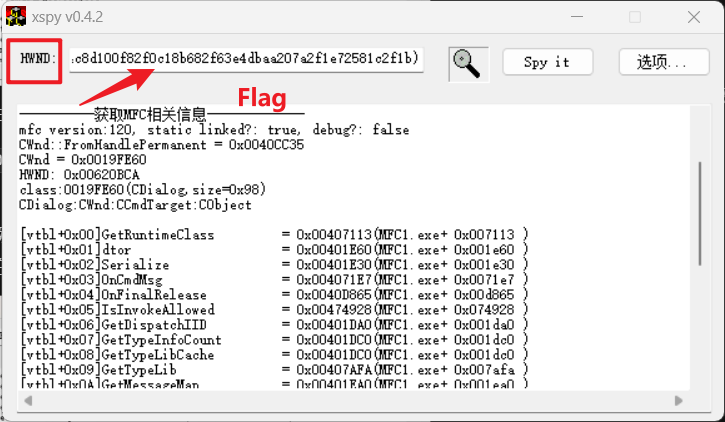 xspy v0.4.2
HWND: :c8d100f82f0c18b682f63e4dbaa207a2f1e72581c2f1b)
Spy it
选项...
Flag
获取MFC相关信息
mfc version:120, static linked?: true, debug?: false
CWnd::FromHandlePermanent = 0x0040CC35
CWnd = 0x0019FE60
HWND: 0x00620BCA
class:0019FE60(CDialog,size=0x98)
CDialog:CWnd:CCmdTarget:CObject
[vtbl+0x00]GetRuntimeClass = 0x00407113(MFC1.exe+ 0x007113 )
[vtbl+0x01]dtor = 0x00401E60(MFC1.exe+ 0x001e60 )
[vtbl+0x02]Serialize = 0x00401E30(MFC1.exe+ 0x001e30 )
[vtbl+0x03]OnCmdMsg = 0x004071E7(MFC1.exe+ 0x0071e7 )
[vtbl+0x04]OnFinalRelease = 0x0040D865(MFC1.exe+ 0x00d865 )
[vtbl+0x05]IsInvokeAllowed = 0x00474928(MFC1.exe+ 0x074928 )
[vtbl+0x06]GetDispatchIID = 0x00401DA0(MFC1.exe+ 0x001da0 )
[vtbl+0x07]GetTypeInfoCount = 0x00401DC0(MFC1.exe+ 0x001dc0 )
[vtbl+0x08]GetTypeLibCache = 0x00401DC0(MFC1.exe+ 0x001dc0 )
[vtbl+0x09]GetTypeLib = 0x00407AFA(MFC1.exe+ 0x007afa )
[vtbl+0x0A]GetMessageMap = 0x00401EA0(MFC1.exe+ 0x001ea0 )